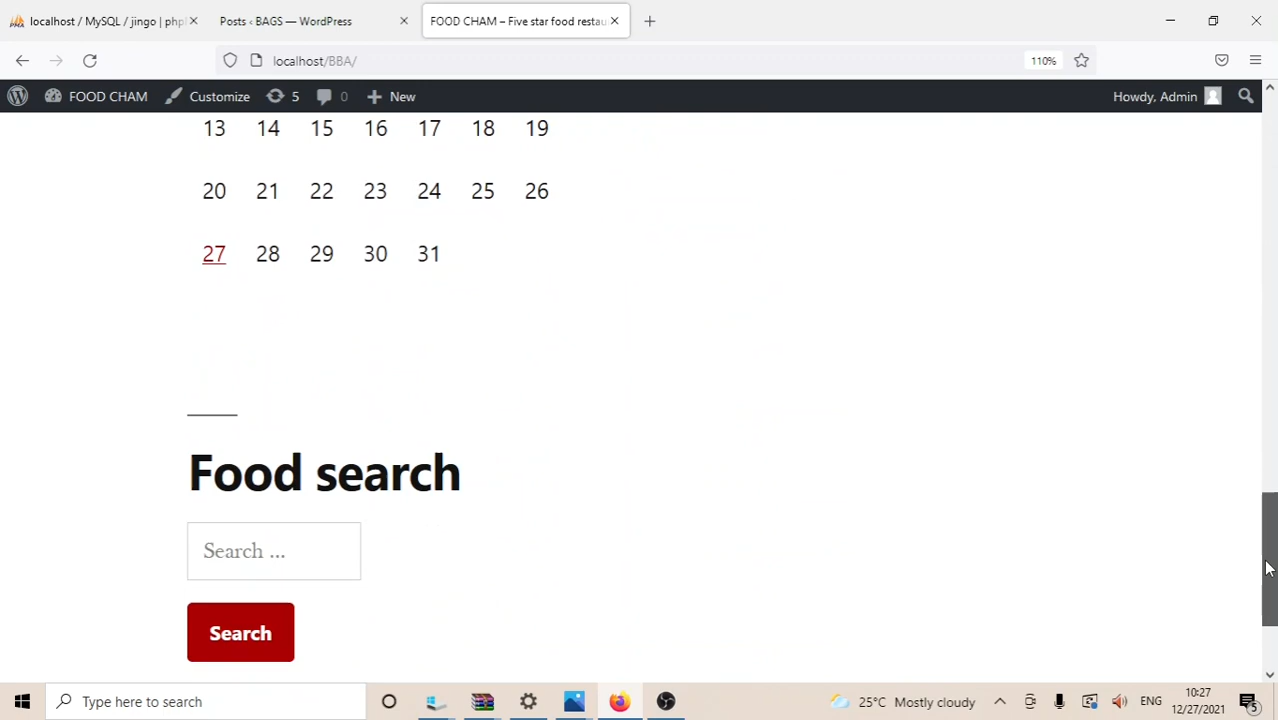 localhost / MySQL / jingo | php
Posts ‹ BAGS — WordPress
FOOD CHAM – Five star food restau
localhost/BBA/
110%
FOOD CHAM
Customize
5
0
New
Howdy, Admin
13 14 15 16 17 18 19
20 21 22 23 24 25 26
27 28 29 30 31
Food search
Search ...
Search
Type here to search
25°C Mostly cloudy
ENG
10:27
12/27/2021
5